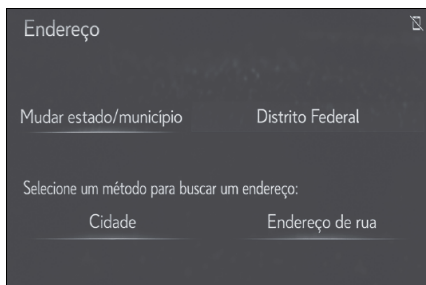 Endereço
Mudar estado/município Distrito Federal
Selecione um método para buscar um endereço:
Cidade Endereço de rua